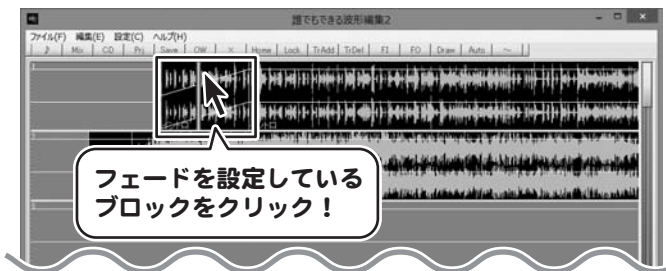 誰でもできる波形編集2
ファイル(F) 編集(E) 設定(C) ヘルプ(H)
Mix CD Prj Save OW × Home Lock TrAdd TrDel FI FO Draw Auto ～
フェードを設定している
ブロックをクリック！